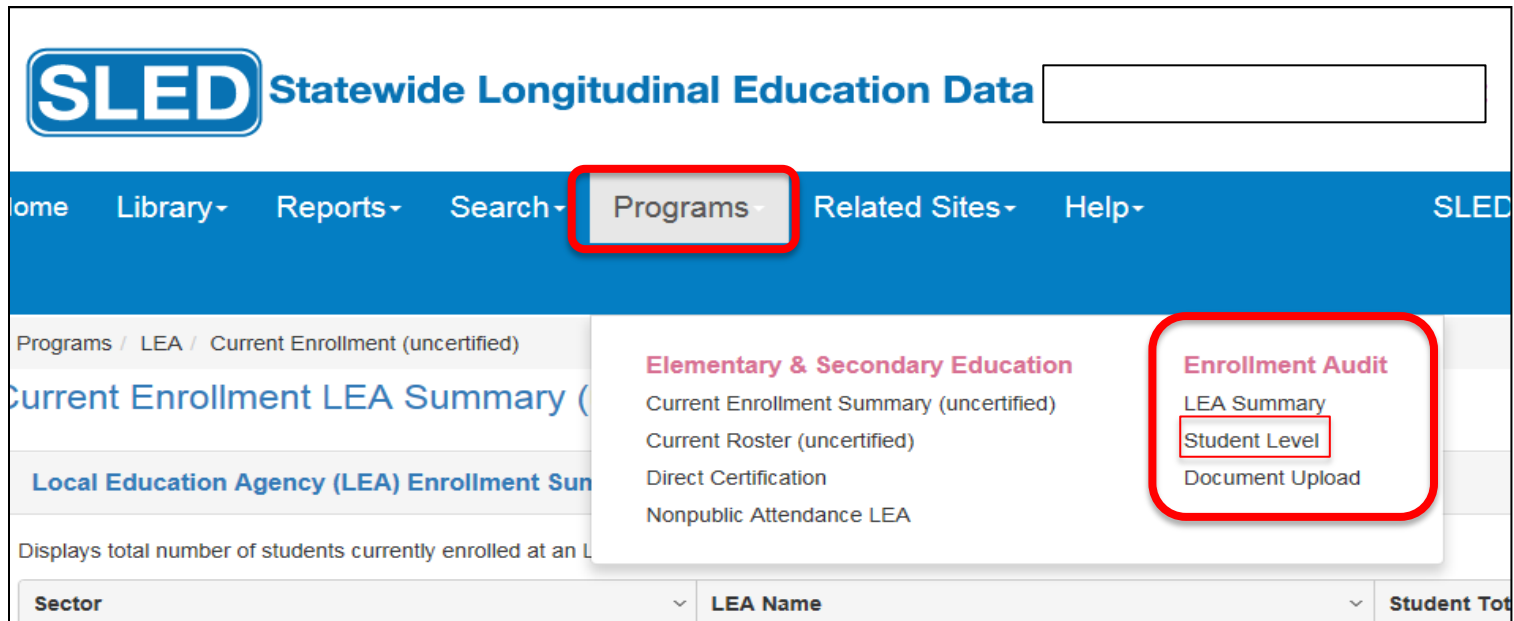 SLED Statewide Longitudinal Education Data
ome Library Reports Search Programs Related Sites Help SLED
Programs / LEA / Current Enrollment (uncertified)
Current Enrollment LEA Summary (
Local Education Agency (LEA) Enrollment Sum
Displays total number of students currently enrolled at an L
Elementary & Secondary Education
Current Enrollment Summary (uncertified)
Current Roster (uncertified)
Direct Certification
Nonpublic Attendance LEA
Enrollment Audit
LEA Summary
Student Level
Document Upload
Sector LEA Name Student Tot